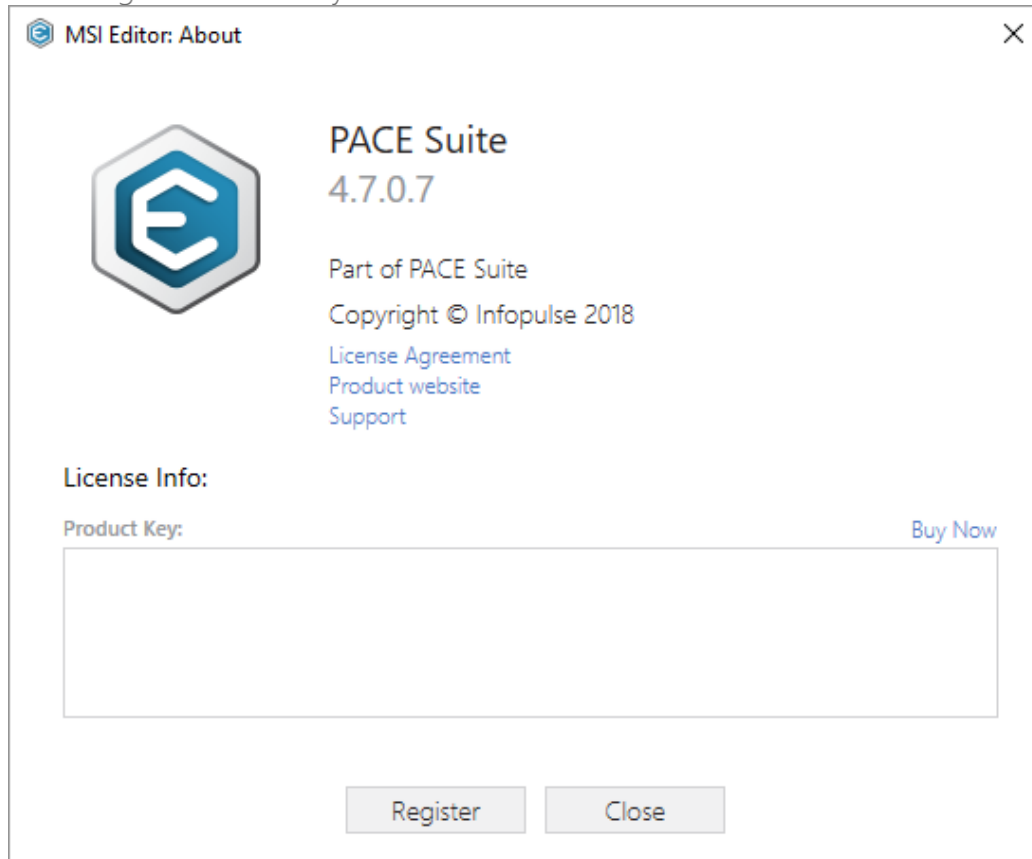 MSI Editor: About
PACE Suite
4.7.0.7
Part of PACE Suite
Copyright © Infopulse 2018
License Agreement
Product website
Support
License Info:
Product Key:
Buy Now
Register
Close